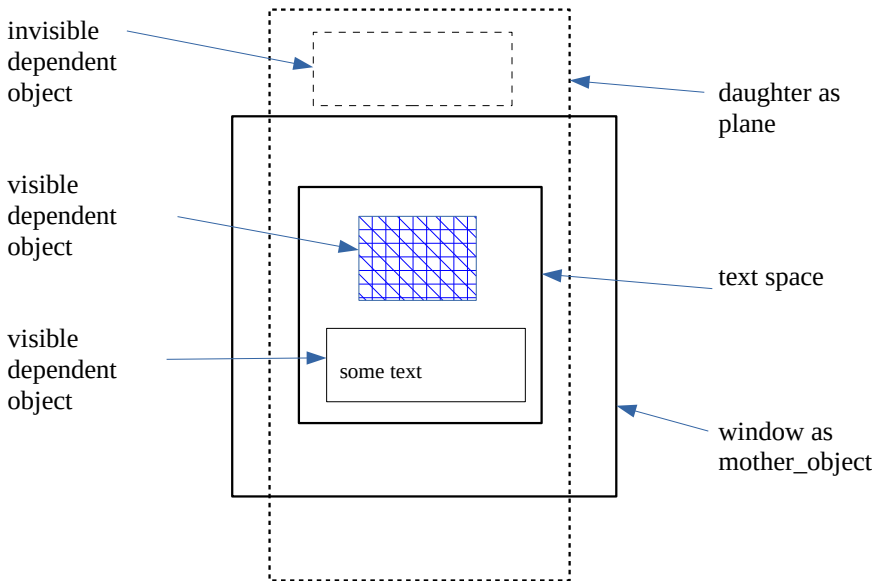 invisible
dependent
object
daughter as
plane
visible
dependent
object
text space
visible
dependent
object
some text
window as
mother_object